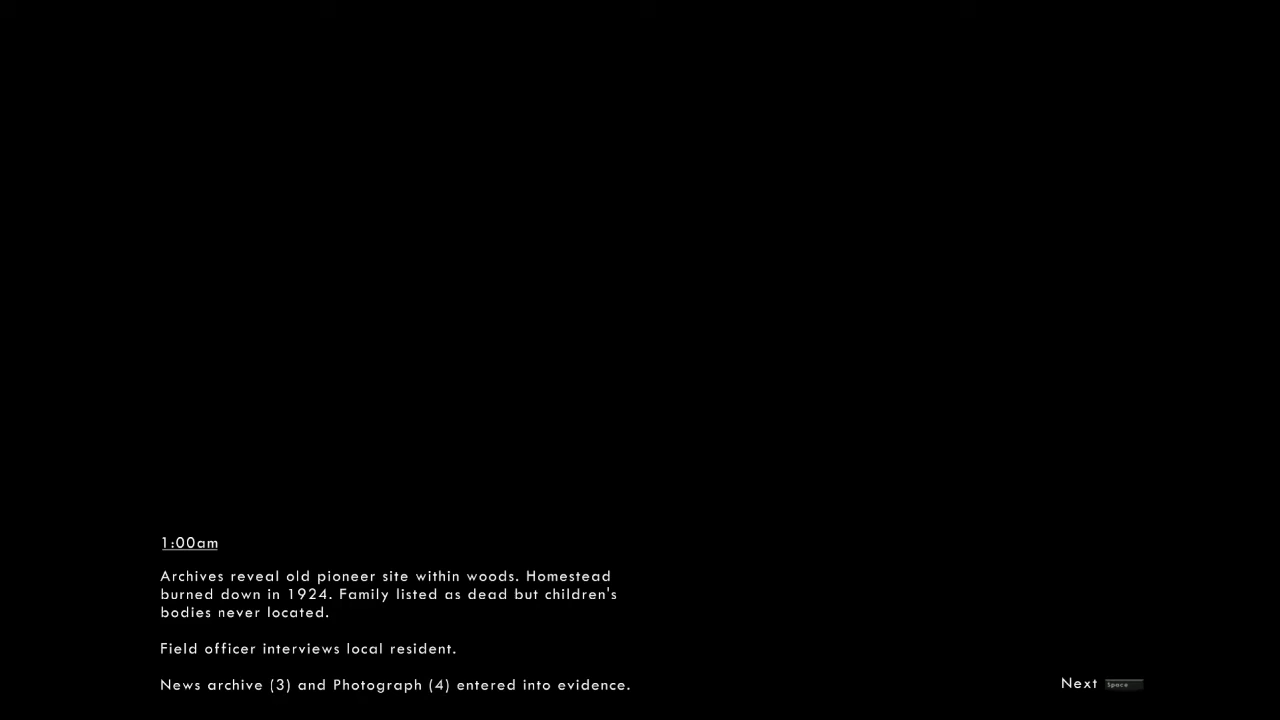 1:00am
Archives reveal old pioneer site within woods. Homestead
burned down in 1924. Family listed as dead but children's
bodies never located.
Field officer interviews local resident.
News archive (3) and Photograph (4) entered into evidence.
Next Space